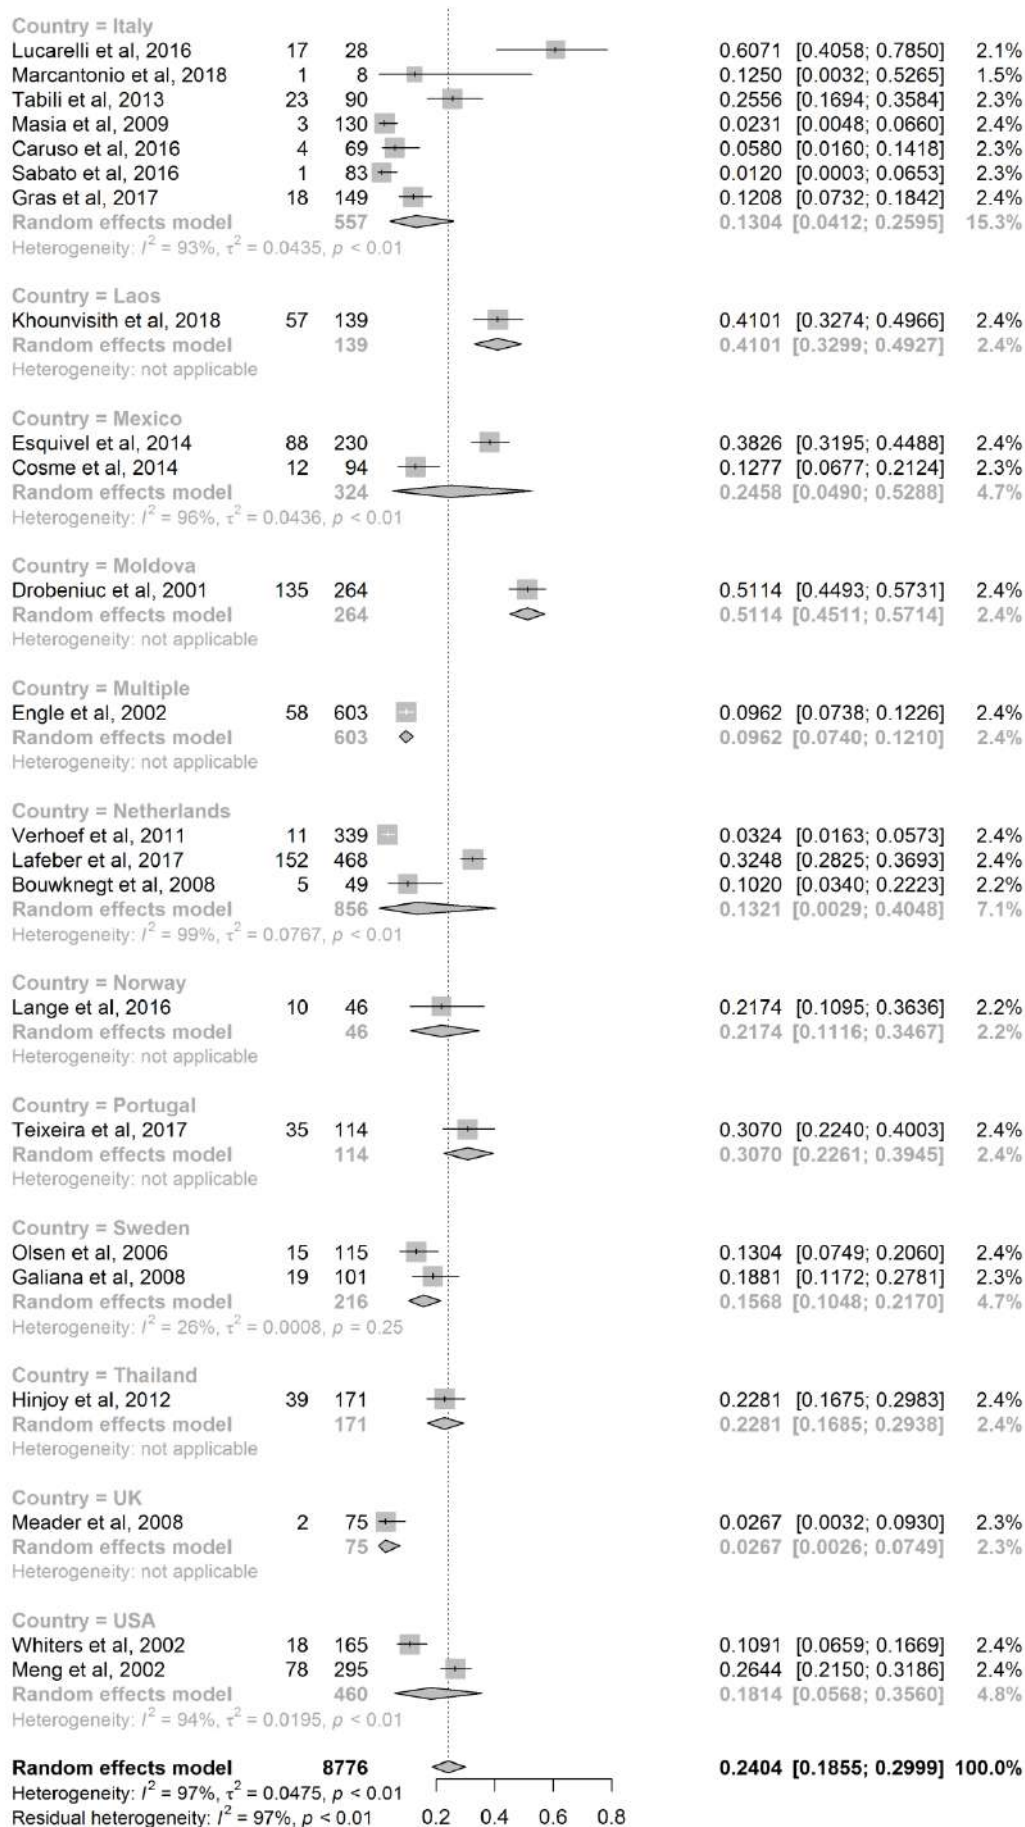 Country = Italy
Lucarelli et al, 2016 17 28 0.6071 [0.4058; 0.7850] 2.1%
Marcantonio et al, 2018 1 8 0.1250 [0.0032; 0.5265] 1.5%
Tabili et al, 2013 23 90 0.2556 [0.1694; 0.3584] 2.3%
Masia et al, 2009 3 130 0.0231 [0.0048; 0.0660] 2.4%
Caruso et al, 2016 4 69 0.0580 [0.0160; 0.1418] 2.3%
Sabato et al, 2016 1 83 0.0120 [0.0003; 0.0653] 2.3%
Gras et al, 2017 18 149 0.1208 [0.0732; 0.1842] 2.4%
Random effects model 557 0.1304 [0.0412; 0.2595] 15.3%
Heterogeneity: I² = 93%, τ² = 0.0435, p < 0.01
Country = Laos
Khounvisith et al, 2018 57 139 0.4101 [0.3274; 0.4966] 2.4%
Random effects model 139 0.4101 [0.3299; 0.4927] 2.4%
Heterogeneity: not applicable
Country = Mexico
Esquivel et al, 2014 88 230 0.3826 [0.3195; 0.4488] 2.4%
Cosme et al, 2014 12 94 0.1277 [0.0677; 0.2124] 2.3%
Random effects model 324 0.2458 [0.0490; 0.5288] 4.7%
Heterogeneity: I² = 96%, τ² = 0.0436, p < 0.01
Country = Moldova
Drobeniuc et al, 2001 135 264 0.5114 [0.4493; 0.5731] 2.4%
Random effects model 264 0.5114 [0.4511; 0.5714] 2.4%
Heterogeneity: not applicable
Country = Multiple
Engle et al, 2002 58 603 0.0962 [0.0738; 0.1226] 2.4%
Random effects model 603 0.0962 [0.0740; 0.1210] 2.4%
Heterogeneity: not applicable
Country = Netherlands
Verhoef et al, 2011 11 339 0.0324 [0.0163; 0.0573] 2.4%
Lafeber et al, 2017 152 468 0.3248 [0.2825; 0.3693] 2.4%
Bouwknegt et al, 2008 5 49 0.1020 [0.0340; 0.2223] 2.2%
Random effects model 856 0.1321 [0.0029; 0.4048] 7.1%
Heterogeneity: I² = 99%, τ² = 0.0767, p < 0.01
Country = Norway
Lange et al, 2016 10 46 0.2174 [0.1095; 0.3636] 2.2%
Random effects model 46 0.2174 [0.1116; 0.3467] 2.2%
Heterogeneity: not applicable
Country = Portugal
Teixeira et al, 2017 35 114 0.3070 [0.2240; 0.4003] 2.4%
Random effects model 114 0.3070 [0.2261; 0.3945] 2.4%
Heterogeneity: not applicable
Country = Sweden
Olsen et al, 2006 15 115 0.1304 [0.0749; 0.2060] 2.4%
Galiana et al, 2008 19 101 0.1881 [0.1172; 0.2781] 2.3%
Random effects model 216 0.1568 [0.1048; 0.2170] 4.7%
Heterogeneity: I² = 26%, τ² = 0.0008, p = 0.25
Country = Thailand
Hinjoy et al, 2012 39 171 0.2281 [0.1675; 0.2983] 2.4%
Random effects model 171 0.2281 [0.1685; 0.2938] 2.4%
Heterogeneity: not applicable
Country = UK
Meader et al, 2008 2 75 0.0267 [0.0032; 0.0930] 2.3%
Random effects model 75 0.0267 [0.0026; 0.0749] 2.3%
Heterogeneity: not applicable
Country = USA
Whiters et al, 2002 18 165 0.1091 [0.0659; 0.1669] 2.4%
Meng et al, 2002 78 295 0.2644 [0.2150; 0.3186] 2.4%
Random effects model 460 0.1814 [0.0568; 0.3560] 4.8%
Heterogeneity: I² = 94%, τ² = 0.0195, p < 0.01
Random effects model 8776 0.2404 [0.1855; 0.2999] 100.0%
Heterogeneity: I² = 97%, τ² = 0.0475, p < 0.01
Residual heterogeneity: I² = 97%, p < 0.01 0.2 0.4 0.6 0.8